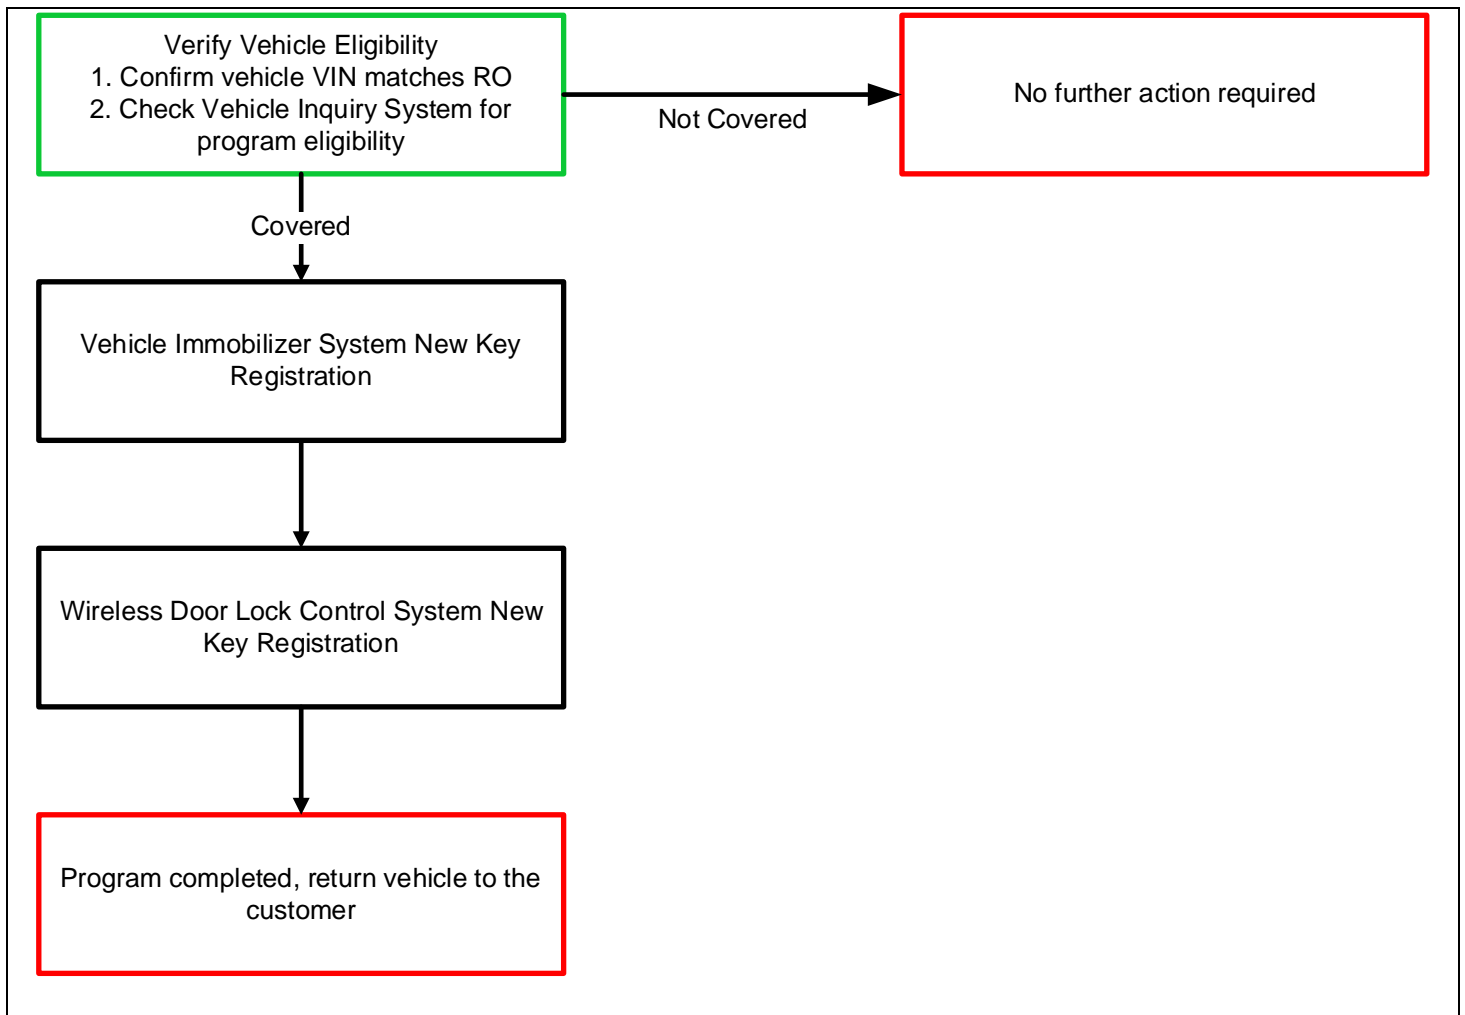 Verify Vehicle Eligibility
1. Confirm vehicle VIN matches RO
2. Check Vehicle Inquiry System for
program eligibility
No further action required
Not Covered
Covered
Vehicle Immobilizer System New Key
Registration
Wireless Door Lock Control System New
Key Registration
Program completed, return vehicle to the
customer